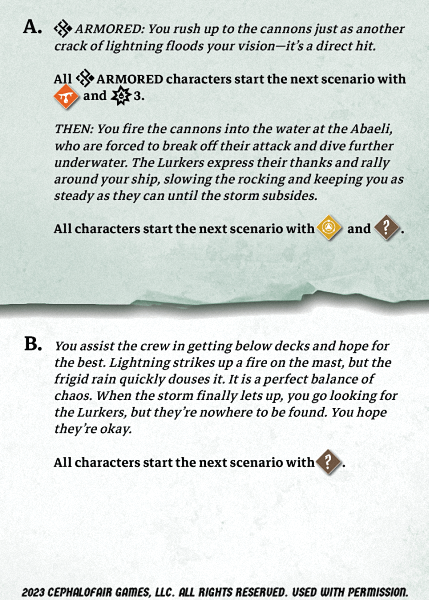 A. ARMORED: You rush up to the cannons just as another
crack of lightning floods your vision—it's a direct hit.
All ARMORED characters start the next scenario with
and 3.
THEN: You fire the cannons into the water at the Abaeli,
who are forced to break off their attack and dive further
underwater. The Lurkers express their thanks and rally
around your ship, slowing the rocking and keeping you as
steady as they can until the storm subsides.
All characters start the next scenario with and ?.
B. You assist the crew in getting below decks and hope for
the best. Lightning strikes up a fire on the mast, but the
frigid rain quickly douses it. It is a perfect balance of
chaos. When the storm finally lets up, you go looking for
the Lurkers, but they're nowhere to be found. You hope
they're okay.
All characters start the next scenario with ?.
2023 CEPHALOFAIR GAMES, LLC. ALL RIGHTS RESERVED. USED WITH PERMISSION.